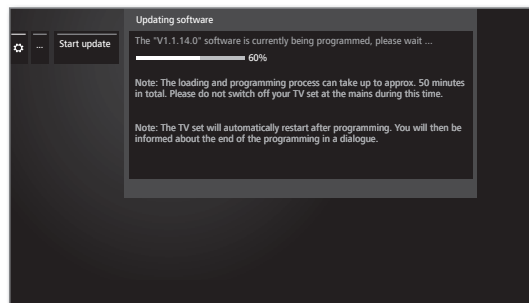 Updating software
... Start update
The "V1.1.14.0" software is currently being programmed, please wait ...
60%
Note: The loading and programming process can take up to approx. 50 minutes
in total. Please do not switch off your TV set at the mains during this time.
Note: The TV set will automatically restart after programming. You will then be
informed about the end of the programming in a dialogue.